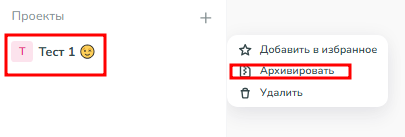 Проекты
Т Тест 1 😉
Добавить в избранное
Архивировать
Удалить